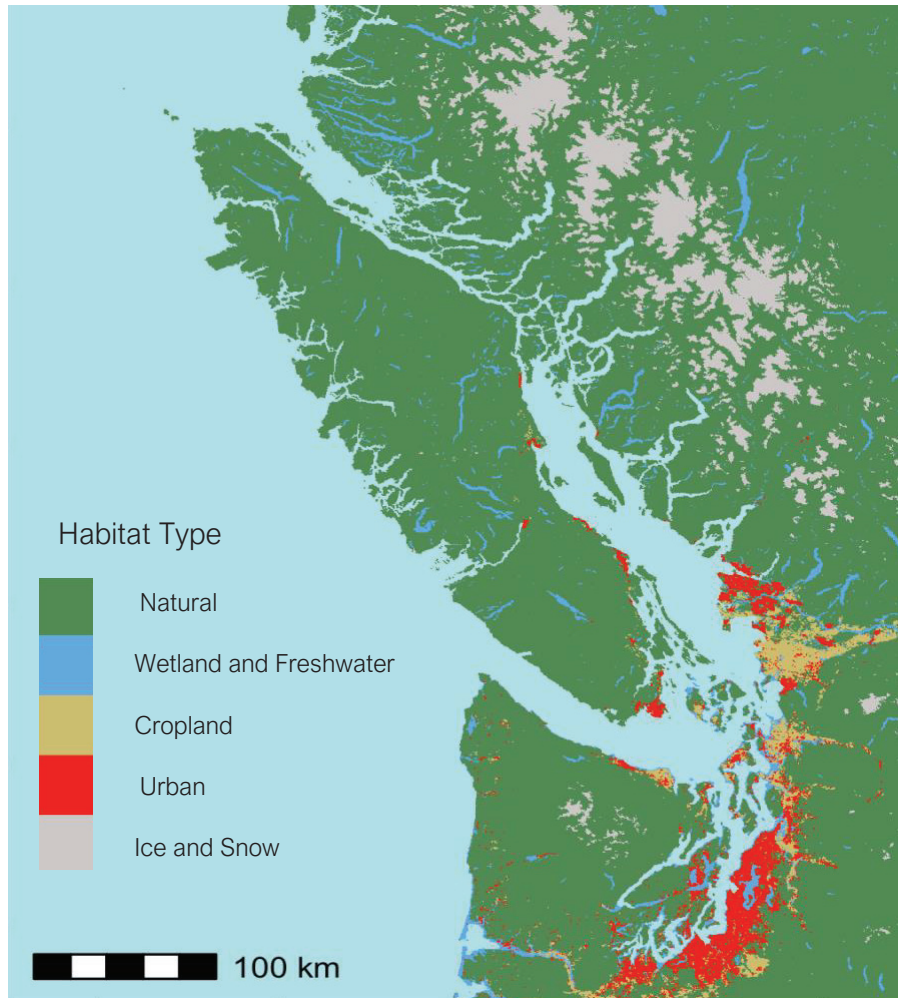 Habitat Type
Natural
Wetland and Freshwater
Cropland
Urban
Ice and Snow
100 km